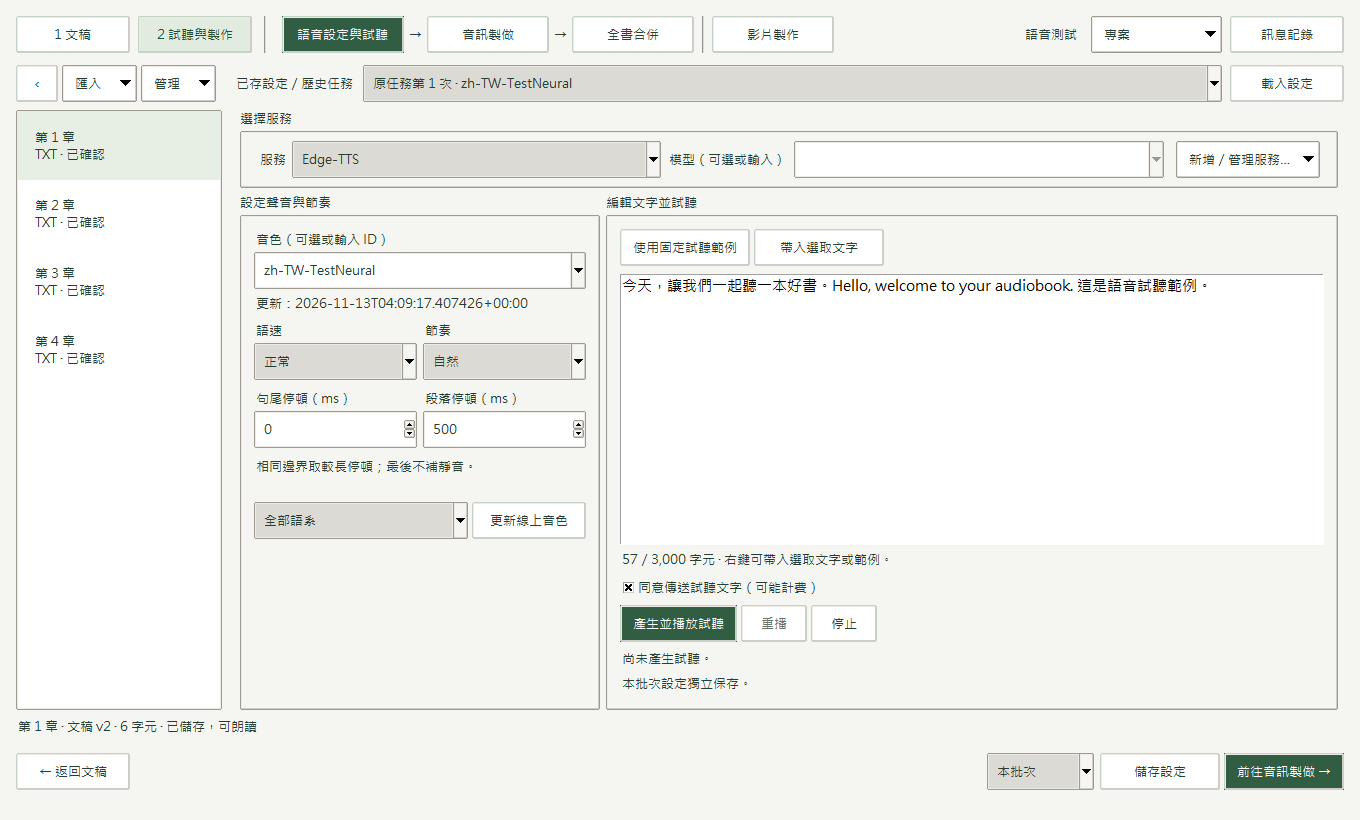 1 文稿
2 試聽與製作
語音設定與試聽
→
音訊製做
→
全書合併
影片製作
語音測試
專案
訊息記錄
‹
匯入
管理
已存設定 / 歷史任務
原任務第 1 次 · zh-TW-TestNeural
載入設定
第 1 章
TXT · 已確認
第 2 章
TXT · 已確認
第 3 章
TXT · 已確認
第 4 章
TXT · 已確認
選擇服務
服務
Edge-TTS
模型（可選或輸入）
新增 / 管理服務...
設定聲音與節奏
音色（可選或輸入 ID）
zh-TW-TestNeural
更新：2026-11-13T04:09:17.407426+00:00
語速
節奏
正常
自然
句尾停頓（ms）
段落停頓（ms）
0
500
相同邊界取較長停頓；最後不補靜音。
全部語系
更新線上音色
編輯文字並試聽
使用固定試聽範例
帶入選取文字
今天，讓我們一起聽一本好書。Hello, welcome to your audiobook. 這是語音試聽範例。
57 / 3,000 字元 · 右鍵可帶入選取文字或範例。
同意傳送試聽文字（可能計費）
產生並播放試聽
重播
停止
尚未產生試聽。
本批次設定獨立保存。
第 1 章 · 文稿 v2 · 6 字元 · 已儲存，可朗讀
← 返回文稿
本批次
儲存設定
前往音訊製做 →